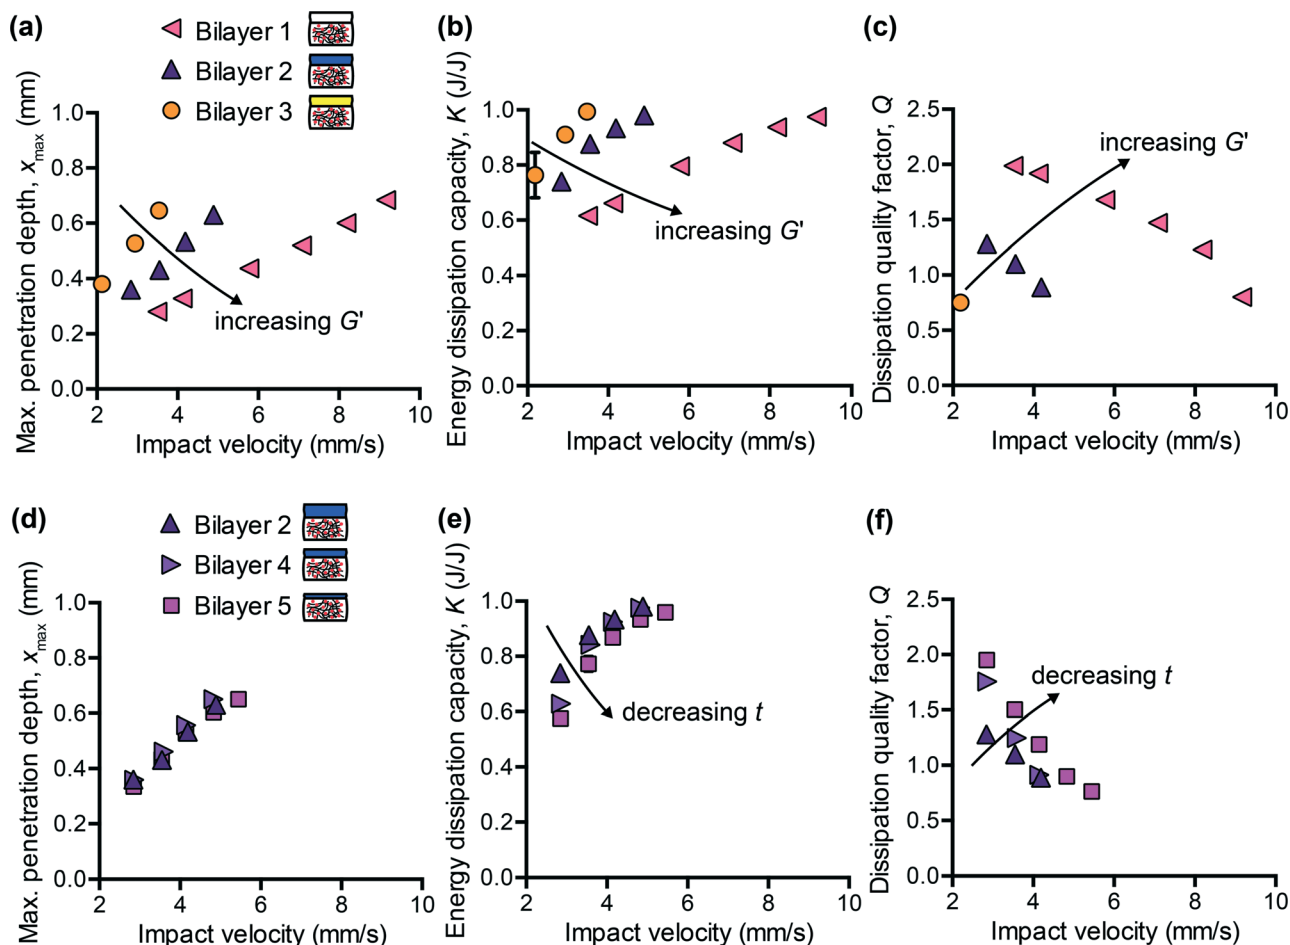 (a)
Bilayer 1
Bilayer 2
Bilayer 3
Max. penetration depth, xmax (mm)
1.0
0.8
0.6
0.4
0.2
0.0
increasing G'
2 4 6 8 10
Impact velocity (mm/s)
(b)
Energy dissipation capacity, K (J/J)
1.0
0.8
0.6
0.4
0.2
0.0
increasing G'
2 4 6 8 10
Impact velocity (mm/s)
(c)
Dissipation quality factor, Q
2.5
2.0
1.5
1.0
0.5
0.0
increasing G'
2 4 6 8 10
Impact velocity (mm/s)
(d)
Bilayer 2
Bilayer 4
Bilayer 5
Max. penetration depth, xmax (mm)
1.0
0.8
0.6
0.4
0.2
0.0
2 4 6 8 10
Impact velocity (mm/s)
(e)
Energy dissipation capacity, K (J/J)
1.0
0.8
0.6
0.4
0.2
0.0
decreasing t
2 4 6 8 10
Impact velocity (mm/s)
(f)
Dissipation quality factor, Q
2.5
2.0
1.5
1.0
0.5
0.0
decreasing t
2 4 6 8 10
Impact velocity (mm/s)